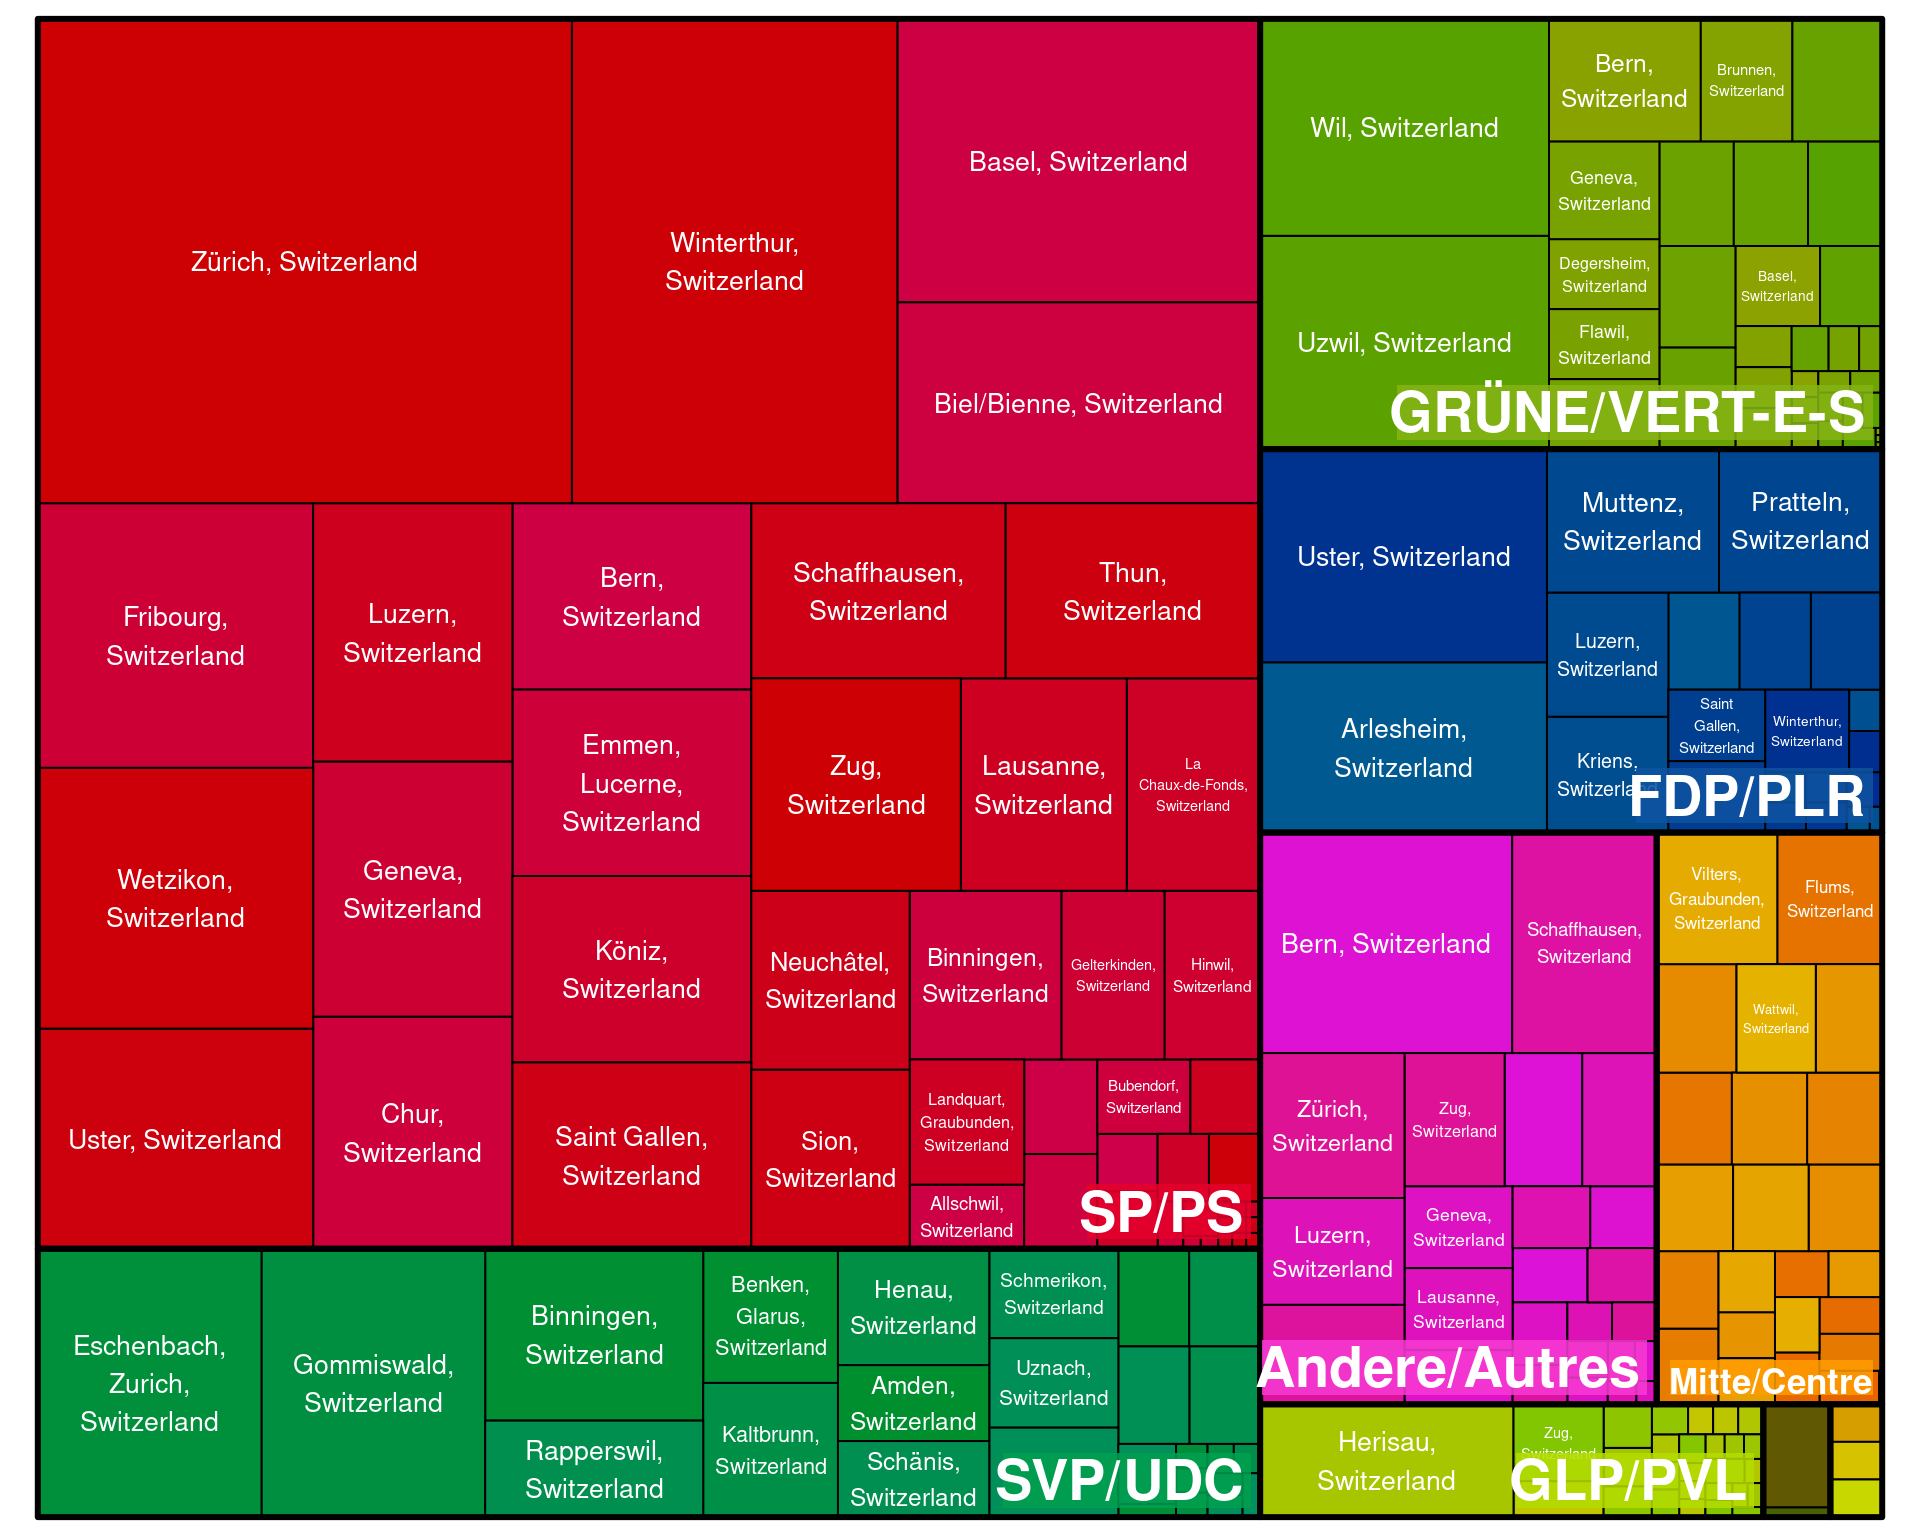 Zürich, Switzerland
Winterthur,
Switzerland
Basel, Switzerland
Biel/Bienne, Switzerland
Fribourg,
Switzerland
Luzern,
Switzerland
Bern,
Switzerland
Schaffhausen,
Switzerland
Thun,
Switzerland
Emmen,
Lucerne,
Switzerland
Zug,
Switzerland
Lausanne,
Switzerland
La
Chaux-de-Fonds,
Switzerland
Wetzikon,
Switzerland
Geneva,
Switzerland
Köniz,
Switzerland
Neuchâtel,
Switzerland
Binningen,
Switzerland
Gelterkinden,
Switzerland
Hinwil,
Switzerland
Uster, Switzerland
Chur,
Switzerland
Saint Gallen,
Switzerland
Sion,
Switzerland
Landquart,
Graubunden,
Switzerland
Bubendorf,
Switzerland
Allschwil,
Switzerland
SP/PS
Eschenbach,
Zurich,
Switzerland
Gommiswald,
Switzerland
Binningen,
Switzerland
Rapperswil,
Switzerland
Benken,
Glarus,
Switzerland
Kaltbrunn,
Switzerland
Henau,
Switzerland
Amden,
Switzerland
Schänis,
Switzerland
Schmerikon,
Switzerland
Uznach,
Switzerland
SVP/UDC
Wil, Switzerland
Uzwil, Switzerland
Bern,
Switzerland
Brunnen,
Switzerland
Geneva,
Switzerland
Degersheim,
Switzerland
Flawil,
Switzerland
Basel,
Switzerland
GRÜNE/VERT-E-S
Uster, Switzerland
Arlesheim,
Switzerland
Muttenz,
Switzerland
Pratteln,
Switzerland
Luzern,
Switzerland
Kriens,
Switzerland
Saint
Gallen,
Switzerland
Winterthur,
Switzerland
FDP/PLR
Bern, Switzerland
Schaffhausen,
Switzerland
Zürich,
Switzerland
Zug,
Switzerland
Luzern,
Switzerland
Geneva,
Switzerland
Lausanne,
Switzerland
Andere/Autres
Vilters,
Graubunden,
Switzerland
Flums,
Switzerland
Wattwil,
Switzerland
Mitte/Centre
Herisau,
Switzerland
Zug,
Switzerland
GLP/PVL